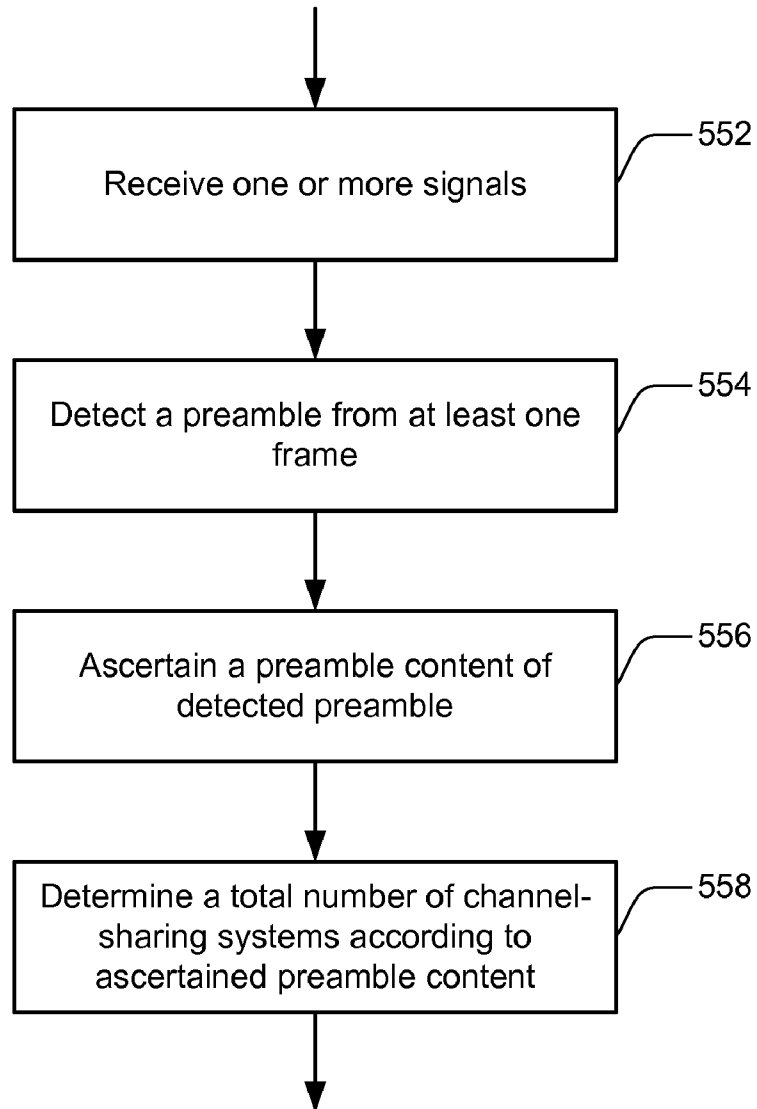 552
Receive one or more signals
554
Detect a preamble from at least one
frame
556
Ascertain a preamble content of
detected preamble
558
Determine a total number of channel-
sharing systems according to
ascertained preamble content